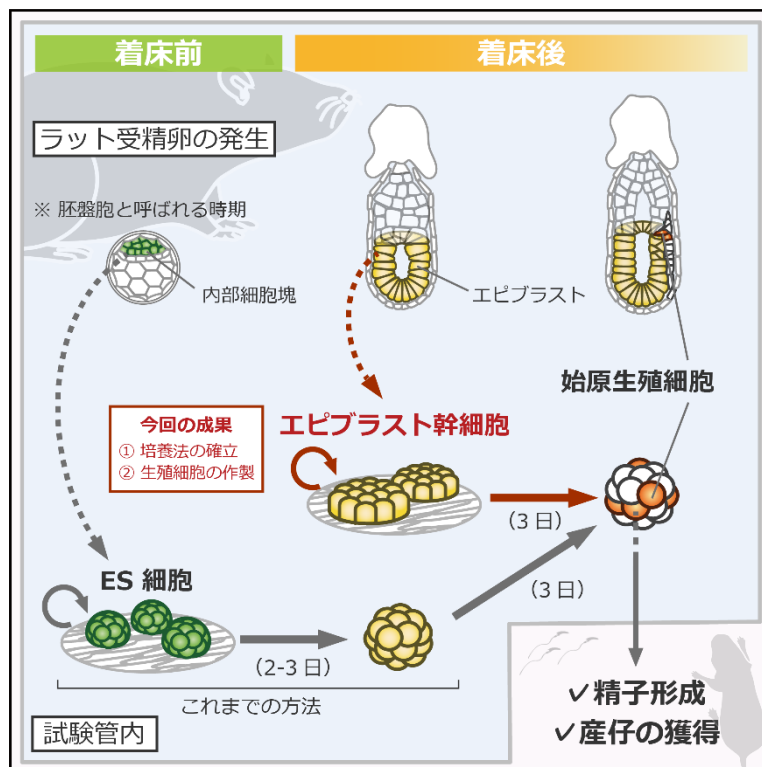 着床前
着床後
ラット受精卵の発生
※ 胚盤胞と呼ばれる時期
内部細胞塊
エピブラスト
始原生殖細胞
今回の成果
① 培養法の確立
② 生殖細胞の作製
エピブラスト幹細胞
(3 日)
ES 細胞
(3 日)
(2-3 日)
これまでの方法
試験管内
✓精子形成
✓産仔の獲得